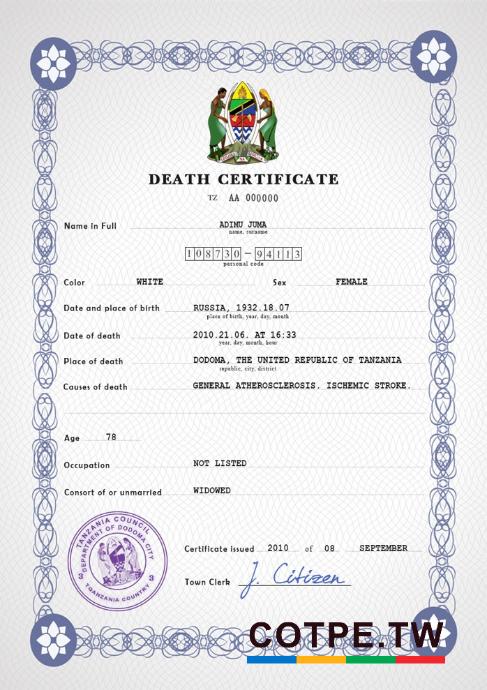 DEATH CERTIFICATE
TZ AA 000000
Name In Full ADIMU JUMA
name, surname
108730 - 94113
personal code
Color WHITE Sex FEMALE
Date and place of birth RUSSIA, 1932.18.07
place of birth, year, day, month
Date of death 2010.21.06. AT 16:33
year, day, month, hour
Place of death DODOMA, THE UNITED REPUBLIC OF TANZANIA
republic, city, district
Causes of death GENERAL ATHEROSCLEROSIS. ISCHEMIC STROKE.
Age 78
Occupation NOT LISTED
Consort of or unmarried WIDOWED
TANZANIA COUNCIL
DEPARTMENT OF DODOMA CITY
3 3
TQANZANIA COUNTRY
Certificate issued 2010 of 08 SEPTEMBER
Town Clerk J. Citizen
COTPE.TW